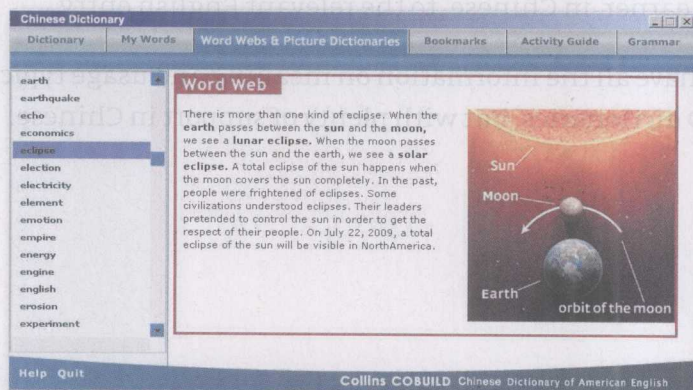 Chinese Dictionary
Dictionary
My Words
Word Webs & Picture Dictionaries
Bookmarks
Activity Guide
Grammar
earth
earthquake
echo
economics
eclipse
election
electricity
element
emotion
empire
energy
engine
english
erosion
experiment
Word Web
There is more than one kind of eclipse. When the
earth passes between the sun and the moon,
we see a lunar eclipse. When the moon passes
between the sun and the earth, we see a solar
eclipse. A total eclipse of the sun happens when
the moon covers the sun completely. In the past,
people were frightened of eclipses. Some
civilizations understood eclipses. Their leaders
pretended to control the sun in order to get the
respect of their people. On July 22, 2009, a total
eclipse of the sun will be visible in NorthAmerica.
Sun
Moon
Earth
orbit of the moon
Help Quit
Collins COBUILD Chinese Dictionary of American English